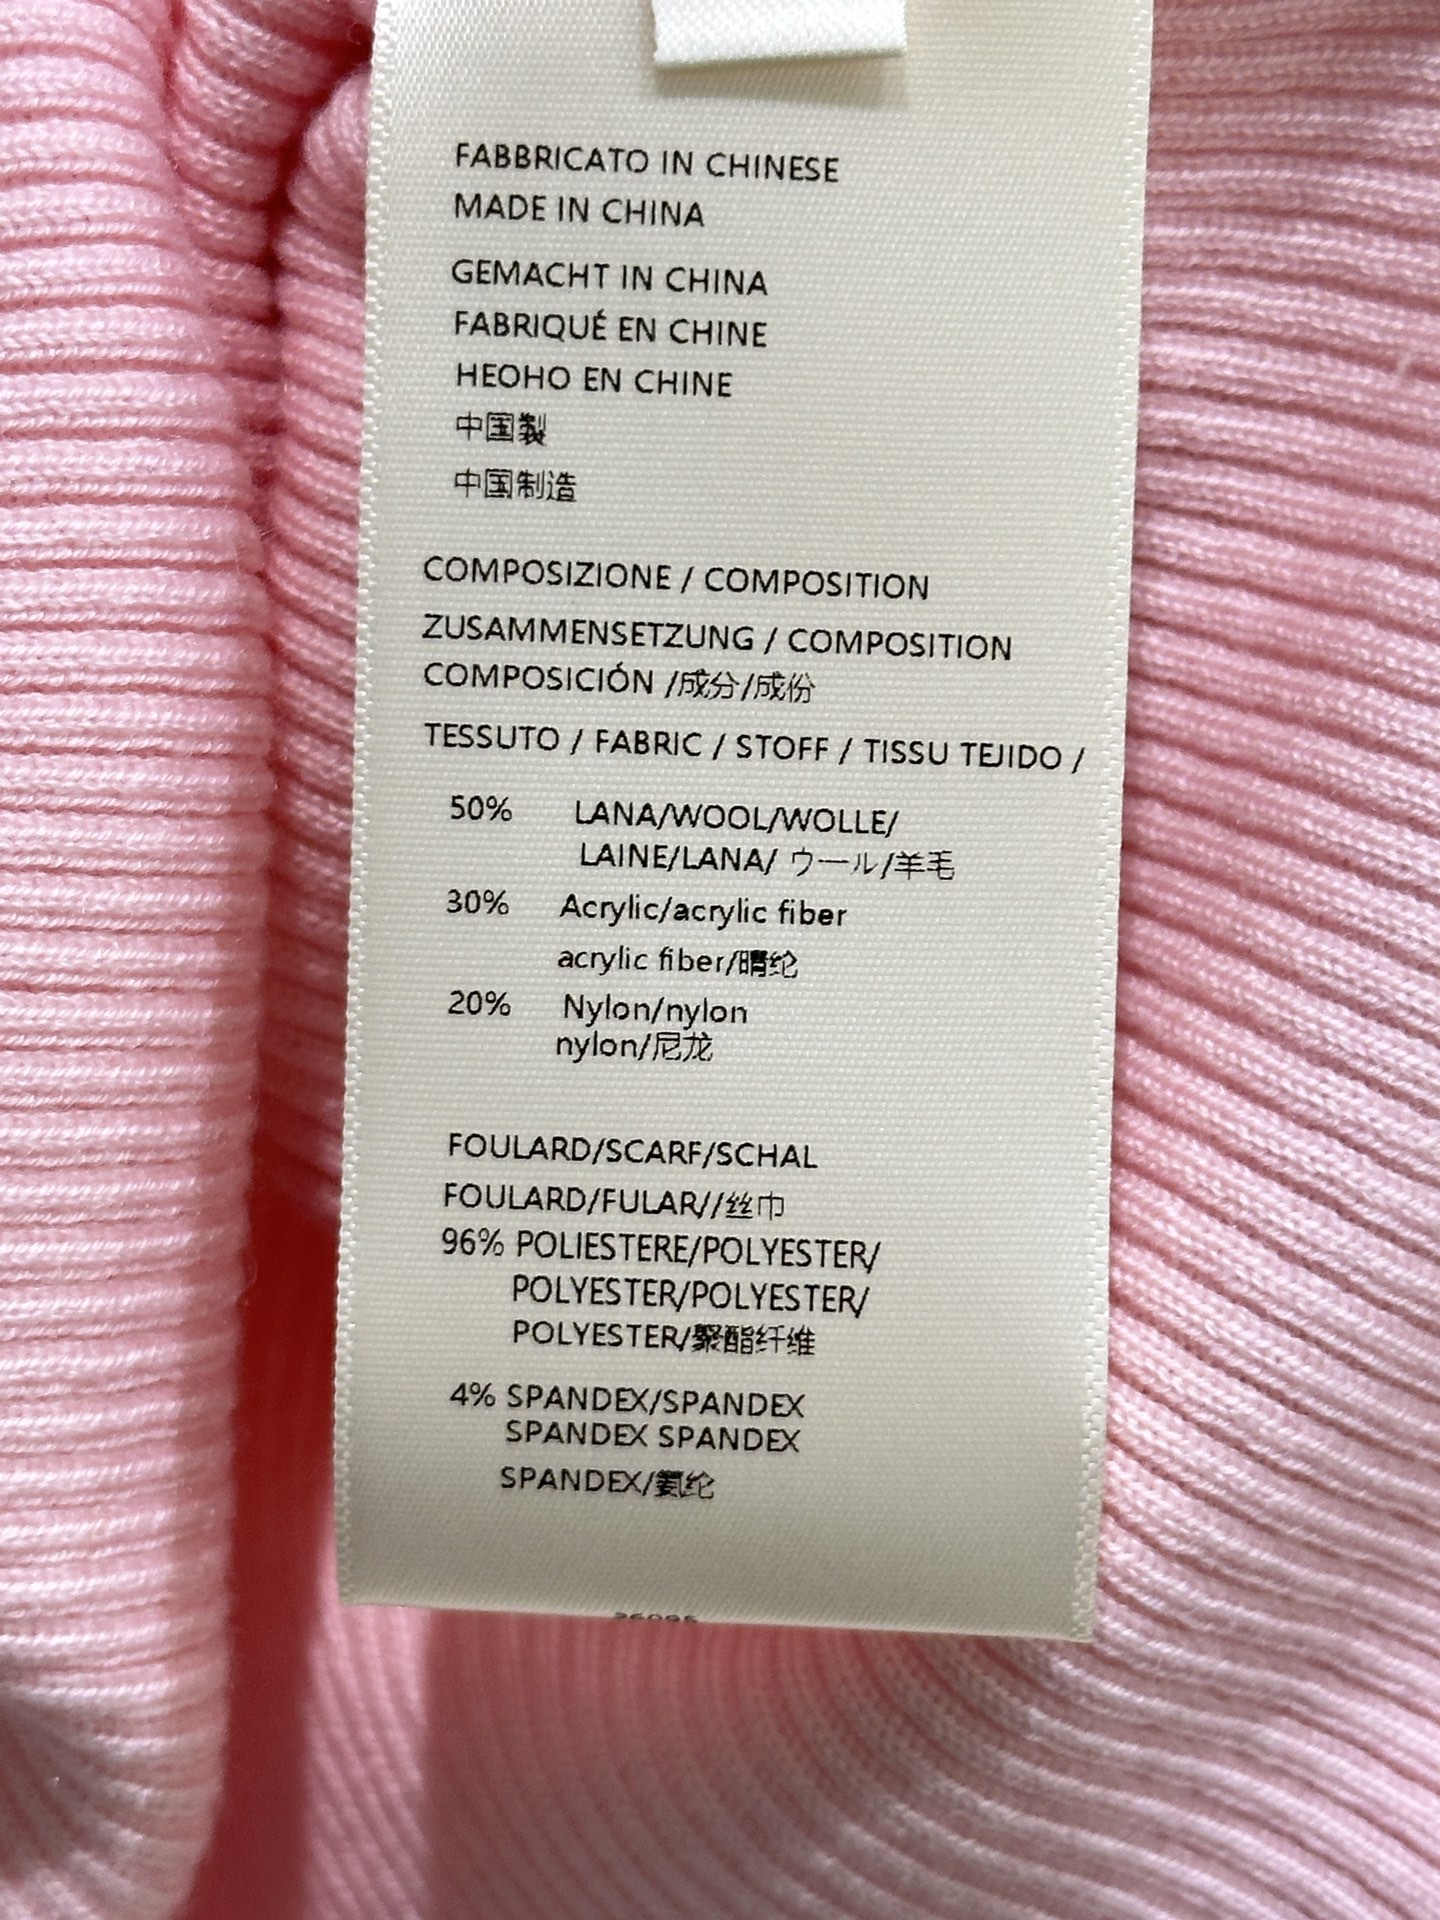 FABBRICATO IN CHINESE
MADE IN CHINA
GEMACHT IN CHINA
FABRIQUÉ EN CHINE
HEOHO EN CHINE
中国製
中国制造
COMPOSIZIONE / COMPOSITION
ZUSAMMENSETZUNG / COMPOSITION
COMPOSICIÓN /成分/成份
TESSUTO / FABRIC / STOFF / TISSU TEJIDO /
50% LANA/WOOL/WOLLE/
LAINE/LANA/ ウール/羊毛
30% Acrylic/acrylic fiber
acrylic fiber/晴纶
20% Nylon/nylon
nylon/尼龙
FOULARD/SCARF/SCHAL
FOULARD/FULAR//丝巾
96% POLIESTERE/POLYESTER/
POLYESTER/POLYESTER/
POLYESTER/聚酯纤维
4% SPANDEX/SPANDEX
SPANDEX SPANDEX
SPANDEX/氨纶